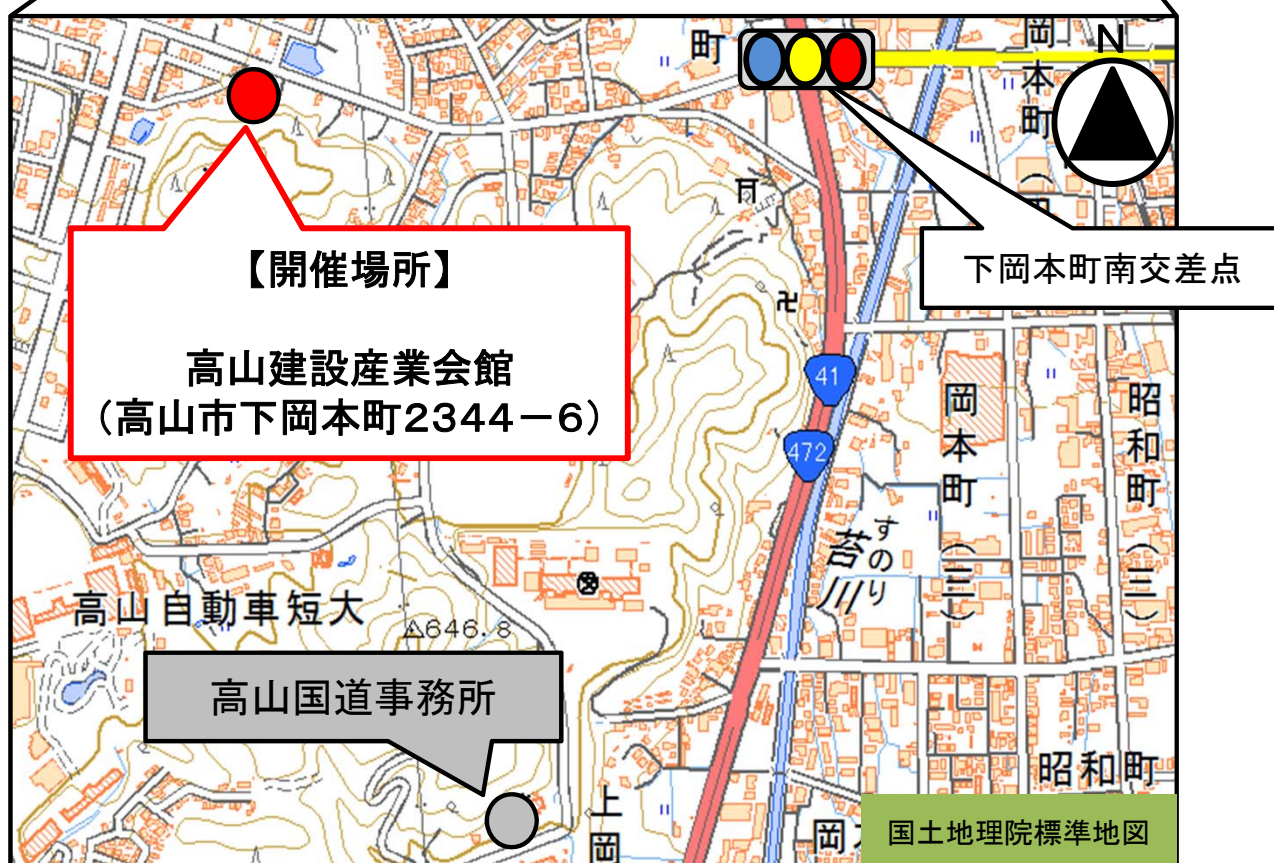 町
岡本町（
N
下岡本町南交差点
【開催場所】
高山建設産業会館
（高山市下岡本町2344－6）
41
472
岡本町（三）
昭和町（三）
すのり
苔川
高山自動車短大
646.8
高山国道事務所
上岡
昭和町
岡
国土地理院標準地図